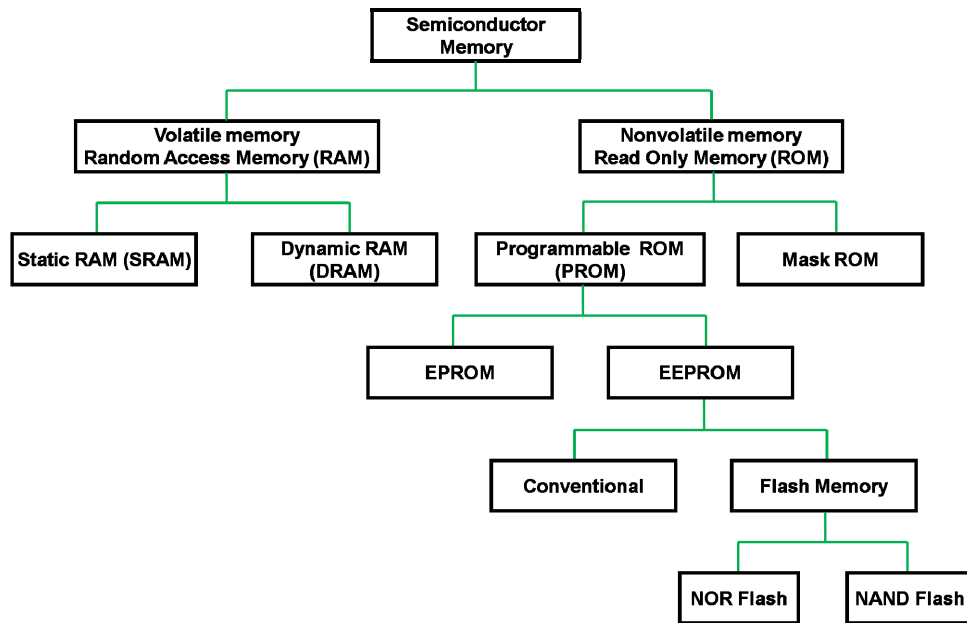 Semiconductor
Memory
Volatile memory
Random Access Memory (RAM)
Nonvolatile memory
Read Only Memory (ROM)
Static RAM (SRAM)
Dynamic RAM
(DRAM)
Programmable ROM
(PROM)
Mask ROM
EPROM
EEPROM
Conventional
Flash Memory
NOR Flash
NAND Flash